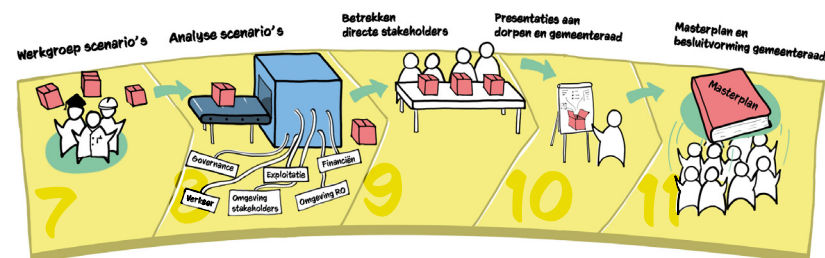 Werkgroep scenario's
Analyse scenario's
Betrekken
directe stakeholders
Presentaties aan
dorpen en gemeenteraad
Masterplan en
besluitvorming gemeenteraad
Masterplan
Governance
Verkeer
Omgeving
stakeholders
Exploitatie
Omgeving RO
Financiën
7
8
9
10
11